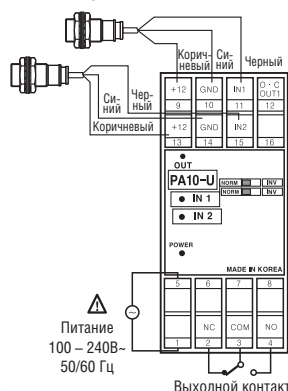 Корич-
невый
Си-
ний
Черный
Си-
ний
Чер-
ный
Коричневый
+12
GND
IN1
O·C
OUT1
9
10
11
12
+12
GND
IN2
13
14
15
16
OUT
PA10-U
NORM
INV
NORM
INV
IN 1
IN 2
POWER
MADE IN KOREA
5
6
7
8
NC
COM
NO
1
2
3
4
Питание
100 – 240В~
50/60 Гц
Выходной контакт